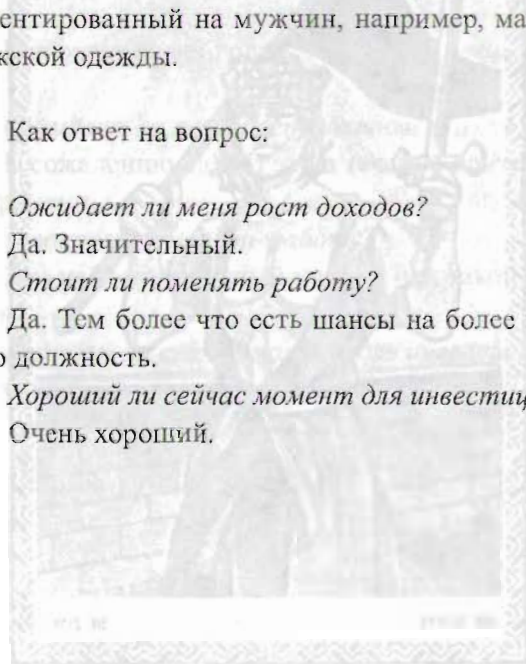 ентированный на мужчин, например, ма
кской одежды.
Как ответ на вопрос:
Ожидает ли меня рост доходов?
Да. Значительный.
Стоит ли поменять работу?
Да. Тем более что есть шансы на более
о должность.
Хороший ли сейчас момент для инвестиц
Очень хороший.